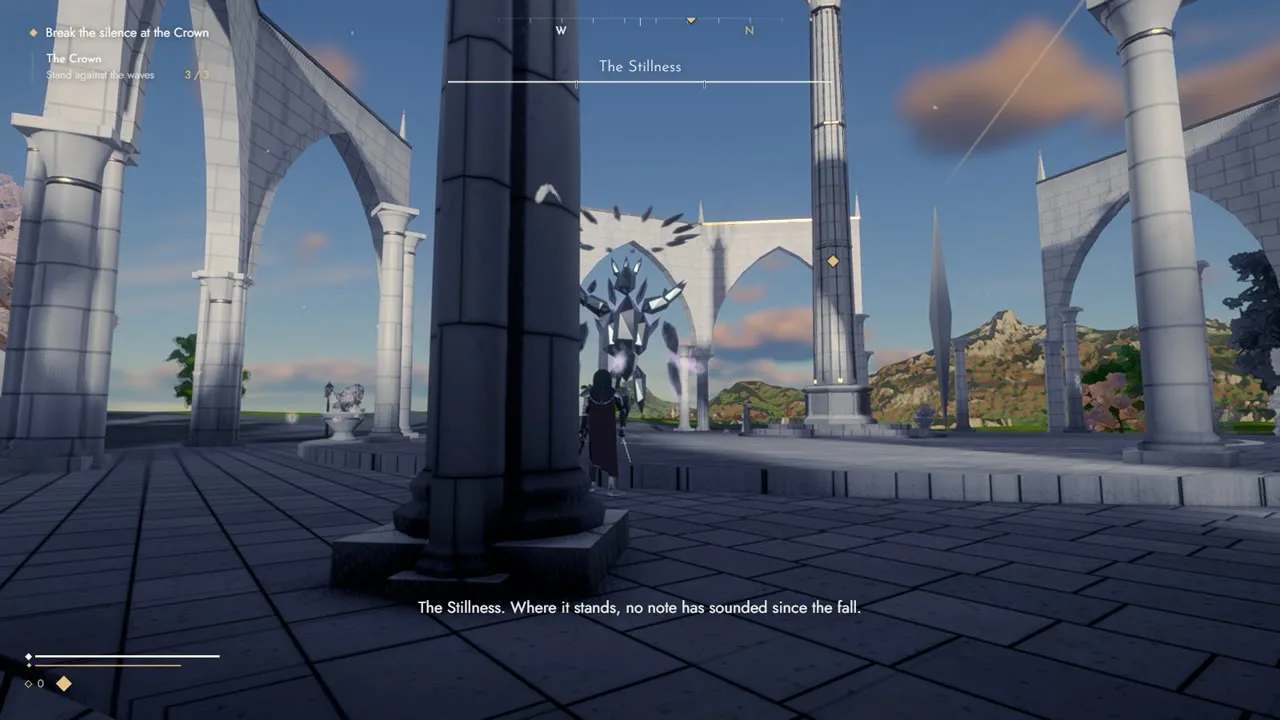 Break the silence at the Crown
The Crown
Stand against the waves 3 / 3
W
N
The Stillness
The Stillness. Where it stands, no note has sounded since the fall.
0